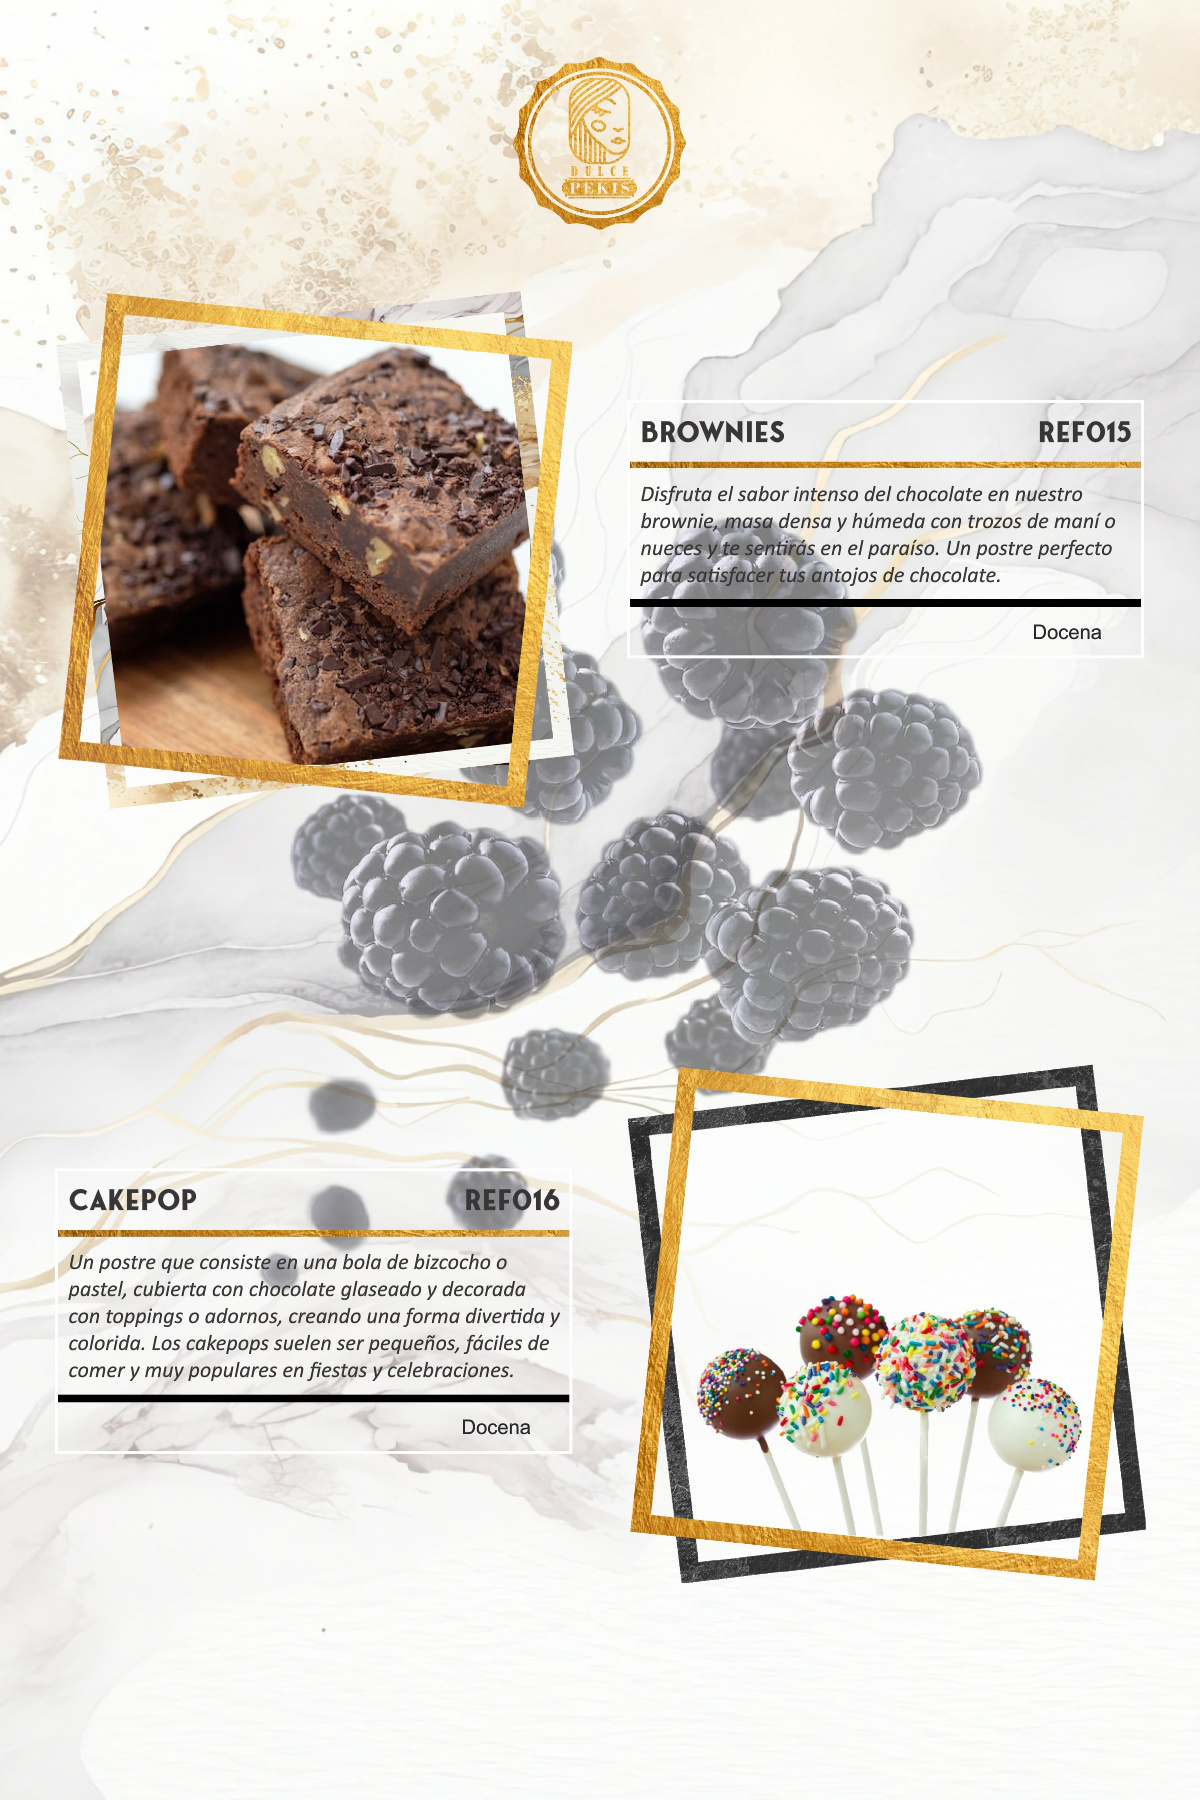 DULCE
PEKIS
BROWNIES REF015
Disfruta el sabor intenso del chocolate en nuestro
brownie, masa densa y húmeda con trozos de maní o
nueces y te sentirás en el paraíso. Un postre perfecto
para satisfacer tus antojos de chocolate.
Docena
CAKEPOP REF016
Un postre que consiste en una bola de bizcocho o
pastel, cubierta con chocolate glaseado y decorada
con toppings o adornos, creando una forma divertida y
colorida. Los cakepops suelen ser pequeños, fáciles de
comer y muy populares en fiestas y celebraciones.
Docena